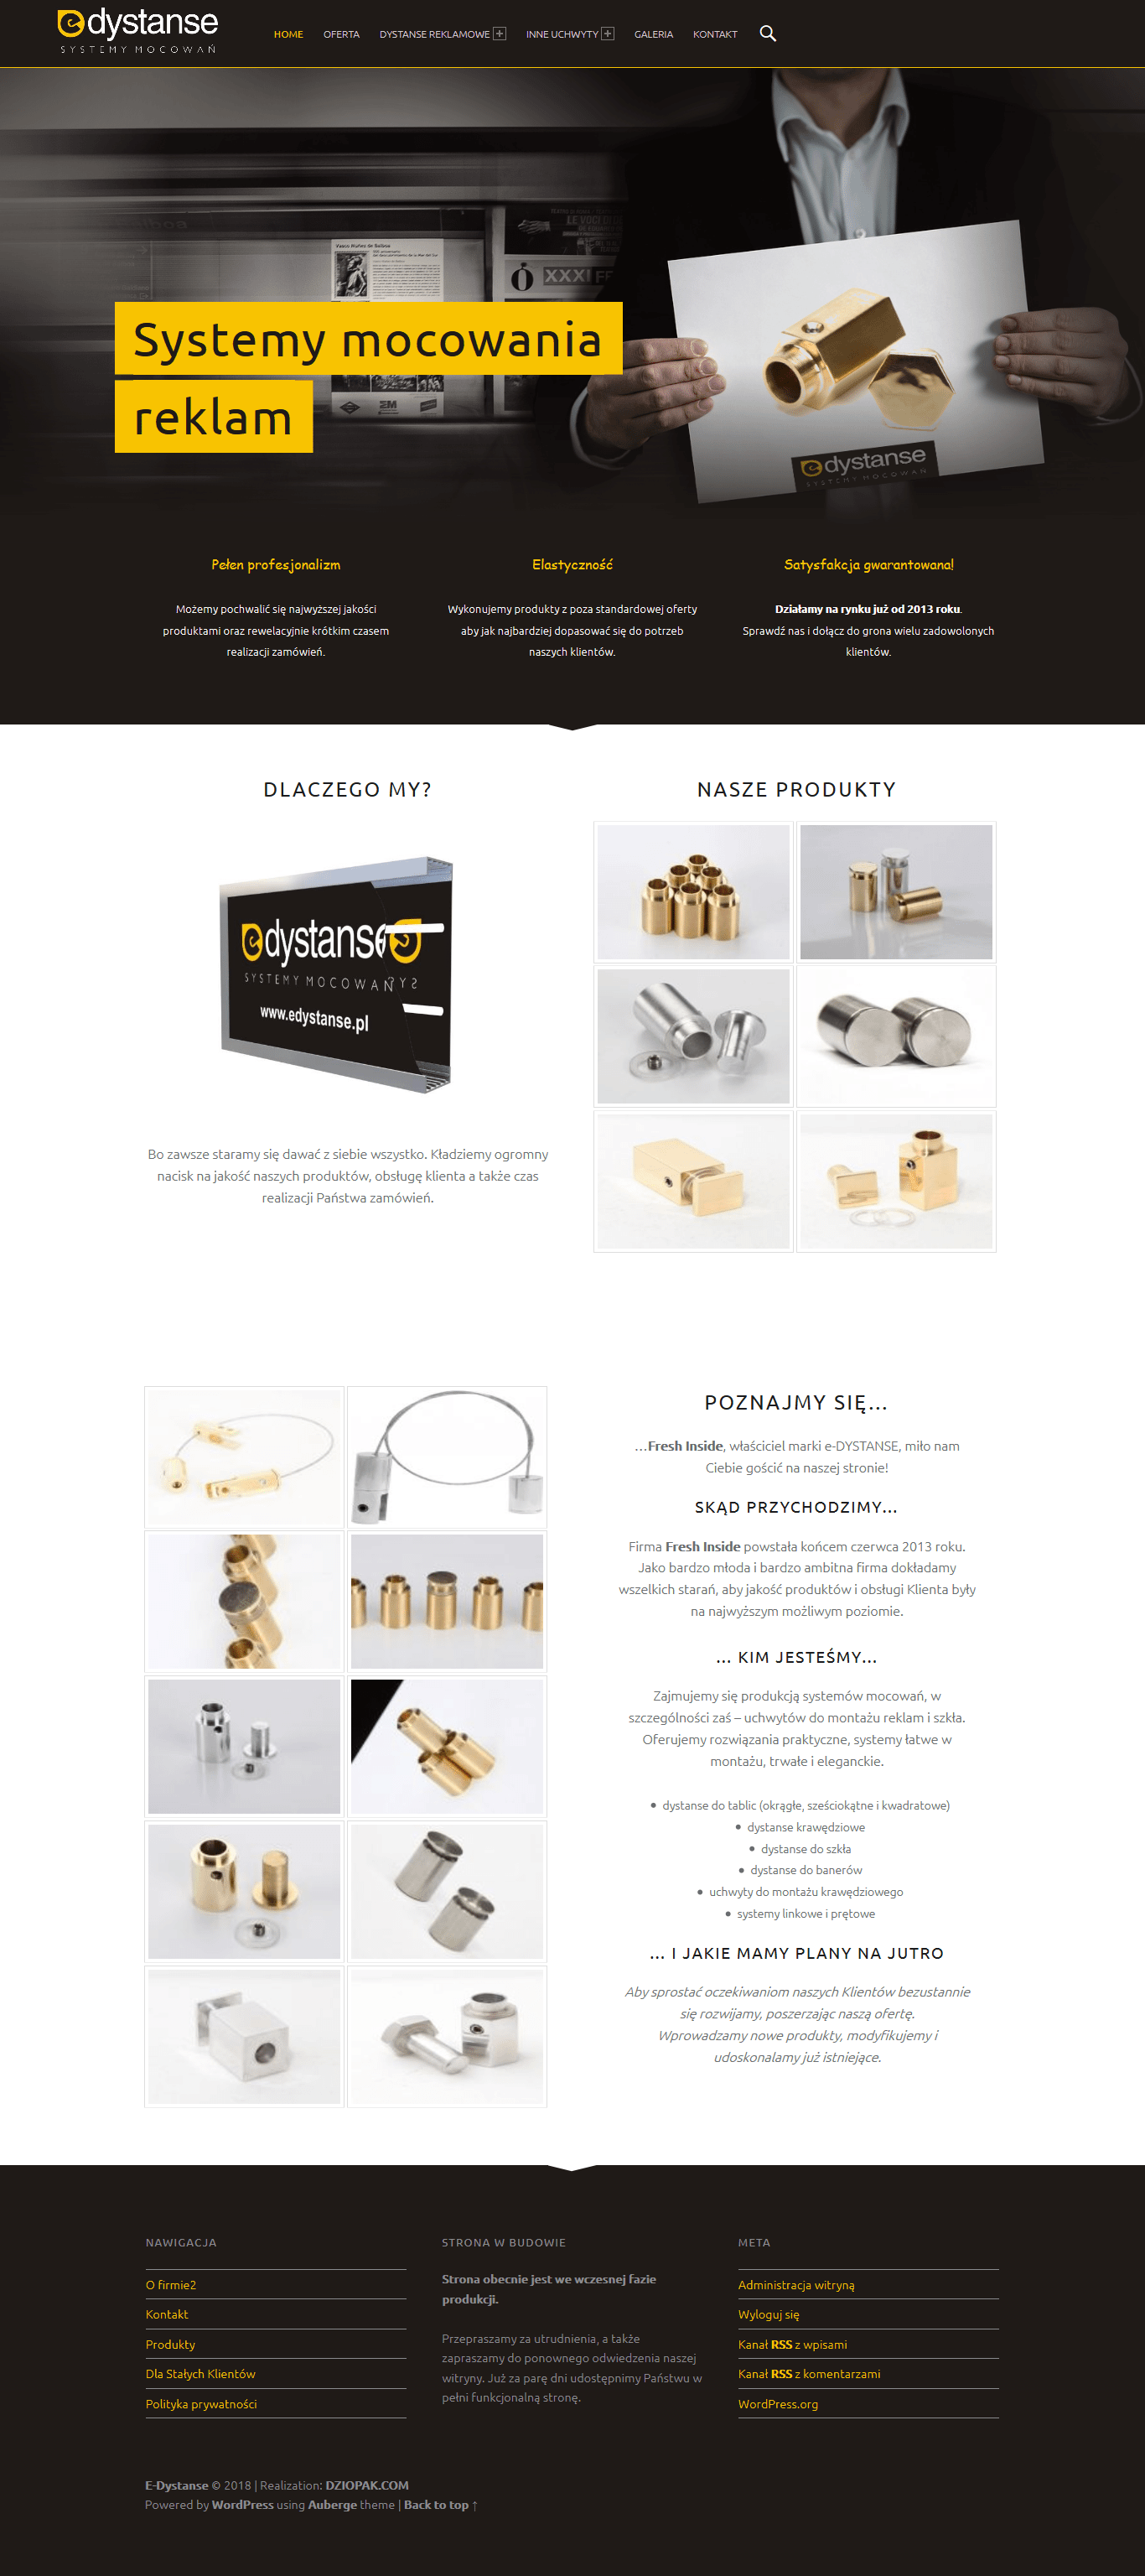 edystanse
SYSTEMY MOCOWAŃ
HOME OFERTA DYSTANSE REKLAMOWE INNE UCHWYTY GALERIA KONTAKT
Vasco Núñez de Balboa
LE VOCI DI
XXXI FF
Systemy mocowania
reklam
edystanse
SYSTEMY MOCOWAŃ
Pełen profesjonalizm
Możemy pochwalić się najwyższej jakości
produktami oraz rewelacyjnie krótkim czasem
realizacji zamówień.
Elastyczność
Wykonujemy produkty z poza standardowej oferty
aby jak najbardziej dopasować się do potrzeb
naszych klientów.
Satysfakcja gwarantowana!
Działamy na rynku już od 2013 roku.
Sprawdź nas i dołącz do grona wielu zadowolonych
klientów.
DLACZEGO MY?
edystanse
SYSTEMY MOCOWAŃ
www.edystanse.pl
Bo zawsze staramy się dawać z siebie wszystko. Kładziemy ogromny
nacisk na jakość naszych produktów, obsługę klienta a także czas
realizacji Państwa zamówień.
NASZE PRODUKTY
POZNAJMY SIĘ...
...Fresh Inside, właściciel marki e-DYSTANSE, miło nam
Ciebie gościć na naszej stronie!
SKĄD PRZYCHODZIMY...
Firma Fresh Inside powstała końcem czerwca 2013 roku.
Jako bardzo młoda i bardzo ambitna firma dokładamy
wszelkich starań, aby jakość produktów i obsługi Klienta były
na najwyższym możliwym poziomie.
... KIM JESTEŚMY...
Zajmujemy się produkcją systemów mocowań, w
szczególności zaś – uchwytów do montażu reklam i szkła.
Oferujemy rozwiązania praktyczne, systemy łatwe w
montażu, trwałe i eleganckie.
• dystanse do tablic (okrągłe, sześciokątne i kwadratowe)
• dystanse krawędziowe
• dystanse do szkła
• dystanse do banerów
• uchwyty do montażu krawędziowego
• systemy linkowe i prętowe
... I JAKIE MAMY PLANY NA JUTRO
Aby sprostać oczekiwaniom naszych Klientów bezustannie
się rozwijamy, poszerzając naszą ofertę.
Wprowadzamy nowe produkty, modyfikujemy i
udoskonalamy już istniejące.
NAWIGACJA
O firmie2
Kontakt
Produkty
Dla Stałych Klientów
Polityka prywatności
STRONA W BUDOWIE
Strona obecnie jest we wczesnej fazie
produkcji.
Przepraszamy za utrudnienia, a także
zapraszamy do ponownego odwiedzenia naszej
witryny. Już za parę dni udostępnimy Państwu w
pełni funkcjonalną stronę.
META
Administracja witryną
Wyloguj się
Kanał RSS z wpisami
Kanał RSS z komentarzami
WordPress.org
E-Dystanse © 2018 | Realization: DZIOPAK.COM
Powered by WordPress using Auberge theme | Back to top ↑